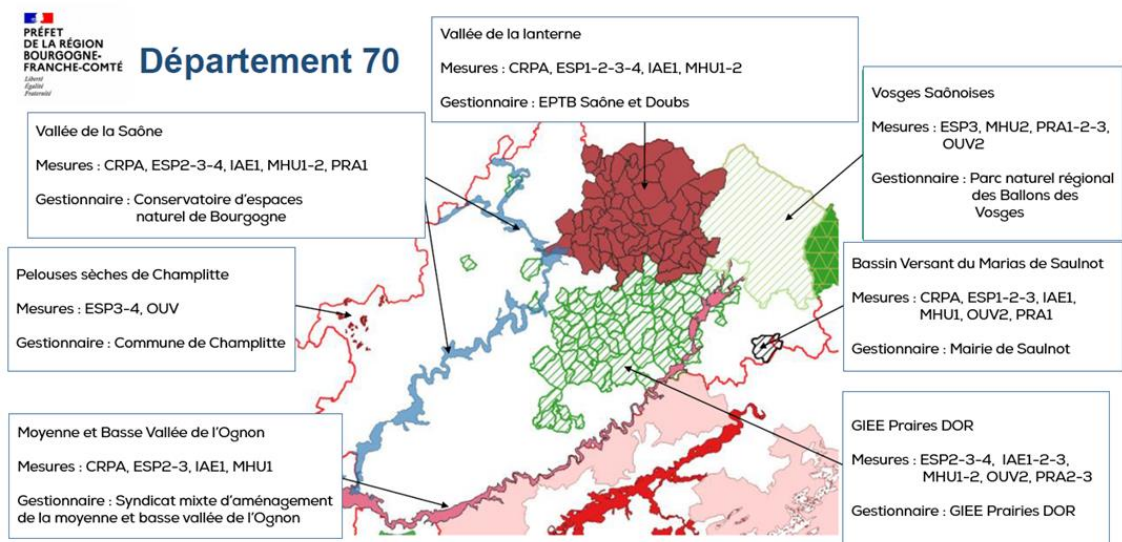 PRÉFET
DE LA RÉGION
BOURGOGNE-
FRANCHE-COMTÉ
Liberté
Égalité
Fraternité
Département 70
Vallée de la lanterne
Mesures : CRPA, ESP1-2-3-4, IAE1, MHU1-2
Gestionnaire : EPTB Saône et Doubs
Vosges Saônoises
Mesures : ESP3, MHU2, PRA1-2-3,
OUV2
Gestionnaire : Parc naturel régional
des Ballons des
Vosges
Vallée de la Saône
Mesures : CRPA, ESP2-3-4, IAE1, MHU1-2, PRA1
Gestionnaire : Conservatoire d'espaces
naturel de Bourgogne
Pelouses sèches de Champlitte
Mesures : ESP3-4, OUV
Gestionnaire : Commune de Champlitte
Bassin Versant du Marias de Saulnot
Mesures : CRPA, ESP1-2-3, IAE1,
MHU1, OUV2, PRA1
Gestionnaire : Mairie de Saulnot
Moyenne et Basse Vallée de l'Ognon
Mesures : CRPA, ESP2-3, IAE1, MHU1
Gestionnaire : Syndicat mixte d'aménagement
de la moyenne et basse vallée de l'Ognon
GIEE Praires DOR
Mesures : ESP2-3-4, IAE1-2-3,
MHU1-2, OUV2, PRA2-3
Gestionnaire : GIEE Prairies DOR